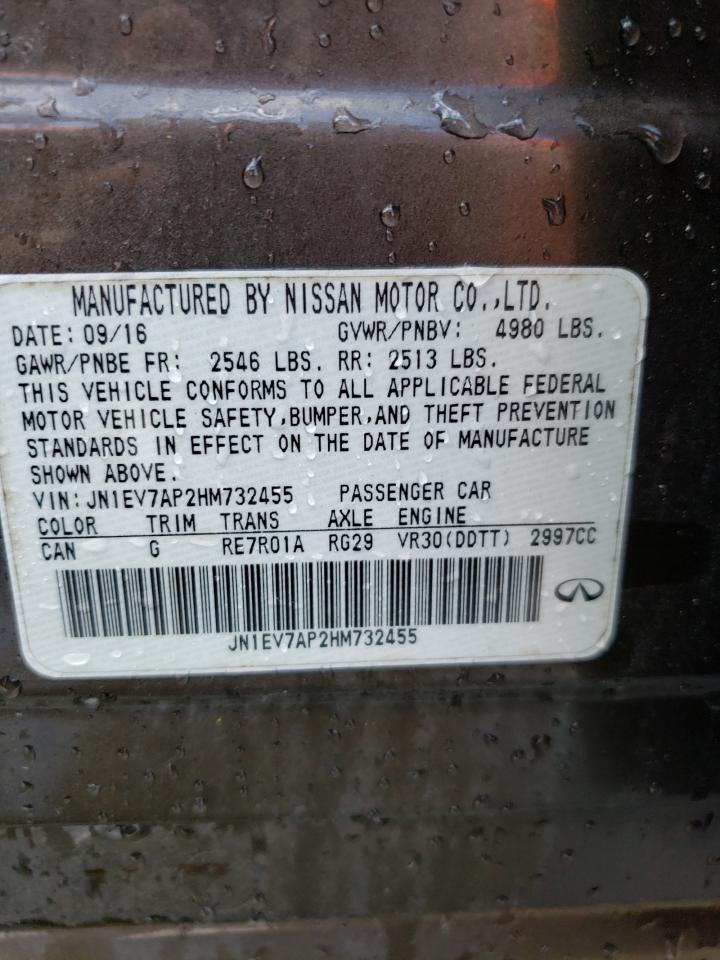 MANUFACTURED BY NISSAN MOTOR CO.,LTD.
DATE: 09/16 GVWR/PNBV: 4980 LBS.
GAWR/PNBE FR: 2546 LBS. RR: 2513 LBS.
THIS VEHICLE CONFORMS TO ALL APPLICABLE FEDERAL
MOTOR VEHICLE SAFETY,BUMPER,AND THEFT PREVENTION
STANDARDS IN EFFECT ON THE DATE OF MANUFACTURE
SHOWN ABOVE.
VIN: JN1EV7AP2HM732455 PASSENGER CAR
COLOR TRIM TRANS AXLE ENGINE
CAN G RE7R01A RG29 VR30(DDTT) 2997CC
JN1EV7AP2HM732455